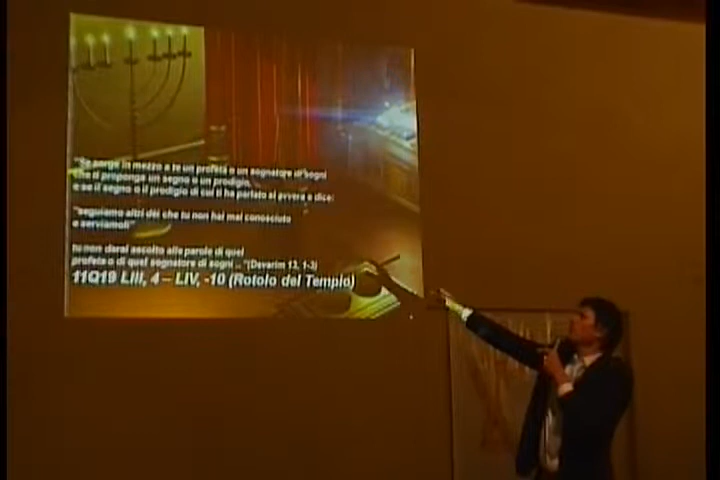 "Se sorge in mezzo a te un profeta o un sognatore di sogni
che ti proponga un segno o un prodigio,
e se il segno o il prodigio di cui ti ha parlato si avvera e dice:
"seguiamo altri dèi che tu non hai mai conosciuto
e serviamoli"
tu non darai ascolto alle parole di quel
profeta o di quel sognatore di sogni ... "(Devarim 13, 1-3)
11Q19 LIII, 4 – LIV, -10 (Rotolo del Tempio)